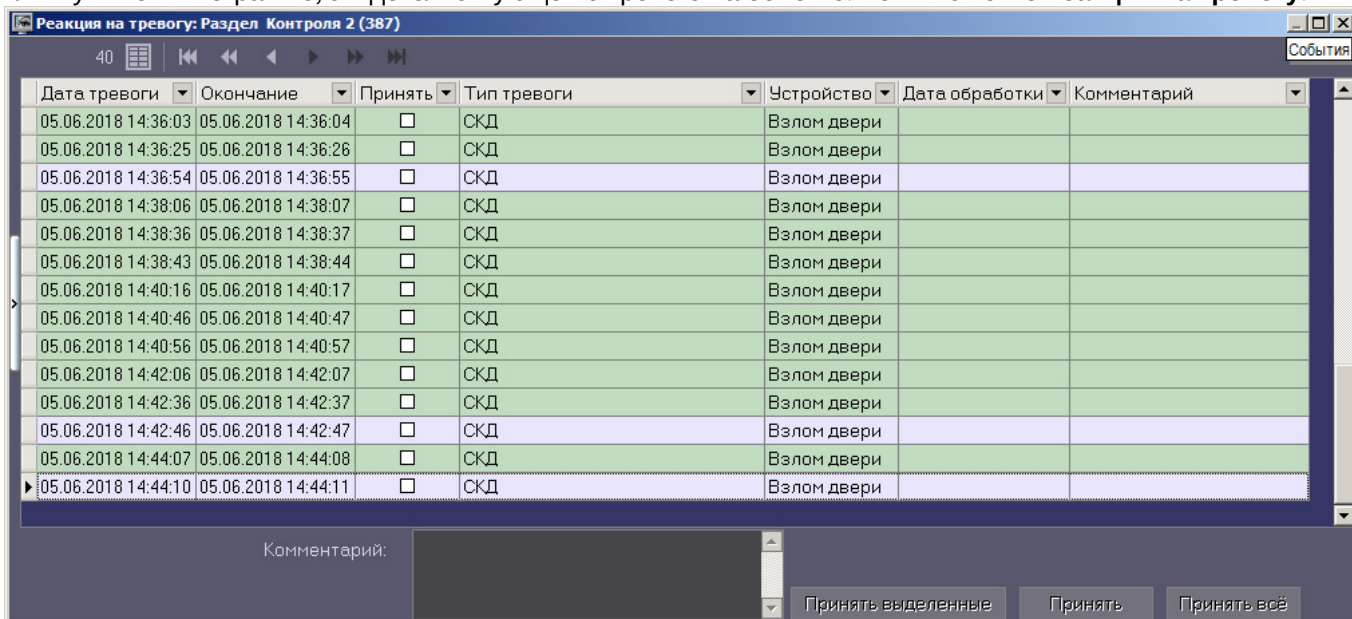 Реакция на тревогу: Раздел Контроля 2 (387)
40
События
Дата тревоги Окончание Принять Тип тревоги Устройство Дата обработки Комментарий
05.06.2018 14:36:03 05.06.2018 14:36:04 СКД Взлом двери
05.06.2018 14:36:25 05.06.2018 14:36:26 СКД Взлом двери
05.06.2018 14:36:54 05.06.2018 14:36:55 СКД Взлом двери
05.06.2018 14:38:06 05.06.2018 14:38:07 СКД Взлом двери
05.06.2018 14:38:36 05.06.2018 14:38:37 СКД Взлом двери
05.06.2018 14:38:43 05.06.2018 14:38:44 СКД Взлом двери
05.06.2018 14:40:16 05.06.2018 14:40:17 СКД Взлом двери
05.06.2018 14:40:46 05.06.2018 14:40:47 СКД Взлом двери
05.06.2018 14:40:56 05.06.2018 14:40:57 СКД Взлом двери
05.06.2018 14:42:06 05.06.2018 14:42:07 СКД Взлом двери
05.06.2018 14:42:36 05.06.2018 14:42:37 СКД Взлом двери
05.06.2018 14:42:46 05.06.2018 14:42:47 СКД Взлом двери
05.06.2018 14:44:07 05.06.2018 14:44:08 СКД Взлом двери
05.06.2018 14:44:10 05.06.2018 14:44:11 СКД Взлом двери
Комментарий:
Принять выделенные Принять Принять всё